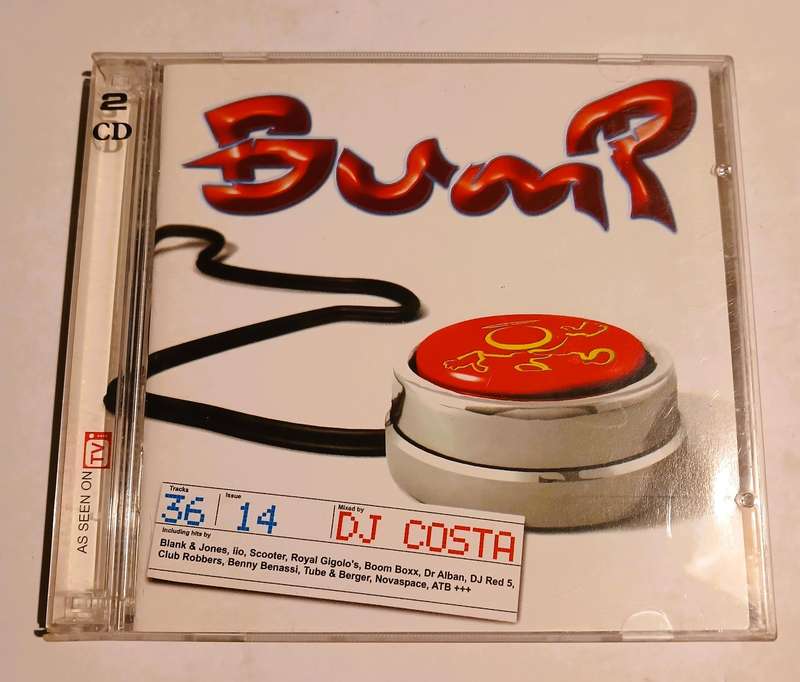 2
CD
BUMP
AS SEEN ON TV
Tracks
36
Issue
14
Mixed by
DJ COSTA
Including hits by
Blank & Jones, iio, Scooter, Royal Gigolo's, Boom Boxx, Dr Alban, DJ Red 5,
Club Robbers, Benny Benassi, Tube & Berger, Novaspace, ATB +++